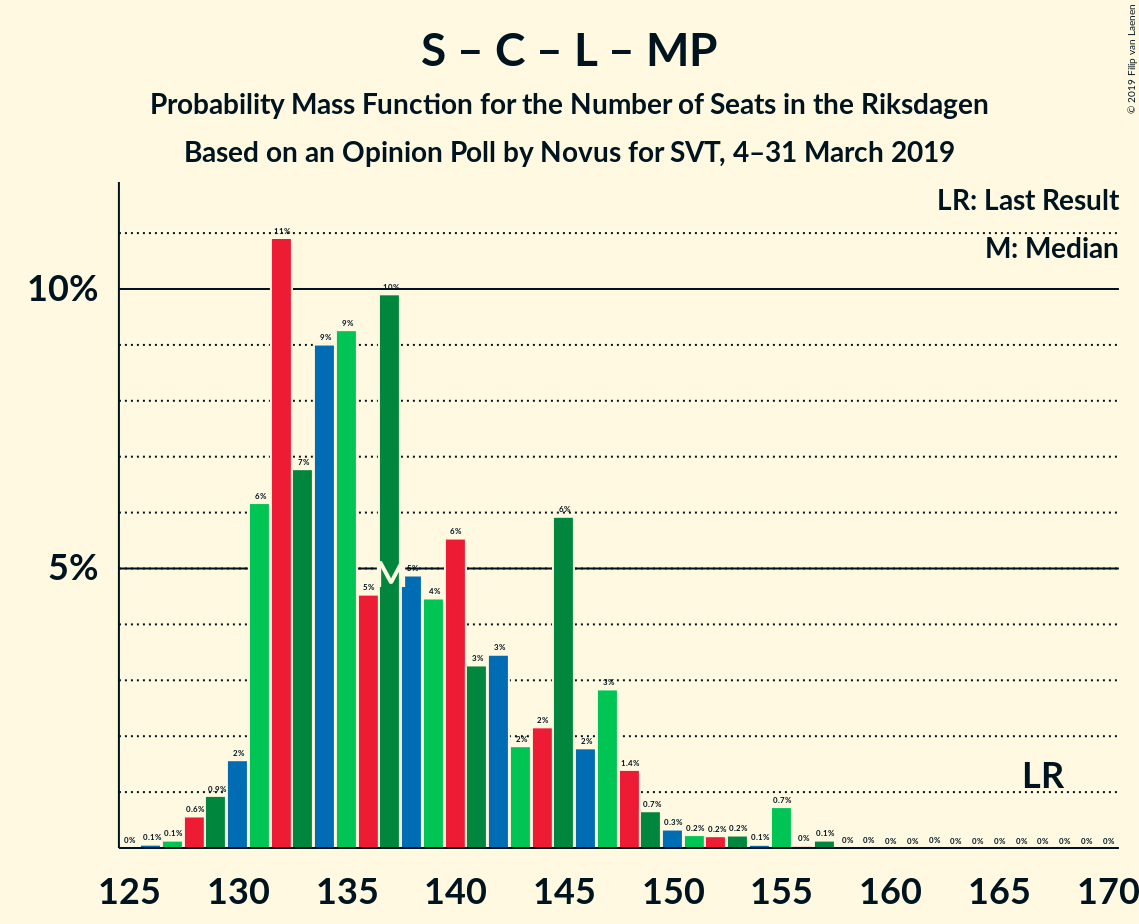 S – C – L – MP
Probability Mass Function for the Number of Seats in the Riksdagen
Based on an Opinion Poll by Novus for SVT, 4–31 March 2019
© 2019 Filip van Laenen
LR: Last Result
M: Median
10%
5%
0% 0.1% 0.1% 0.6% 0.9% 2% 6% 11% 7% 9% 9% 5% 10% 5% 4% 6% 3% 3% 2% 2% 6% 2% 3% 1.4% 0.7% 0.3% 0.2% 0.2% 0.2% 0.1% 0.7% 0% 0.1% 0% 0% 0% 0% 0% 0% 0% 0% 0% 0% 0% 0% 0%
M
LR
125 130 135 140 145 150 155 160 165 170